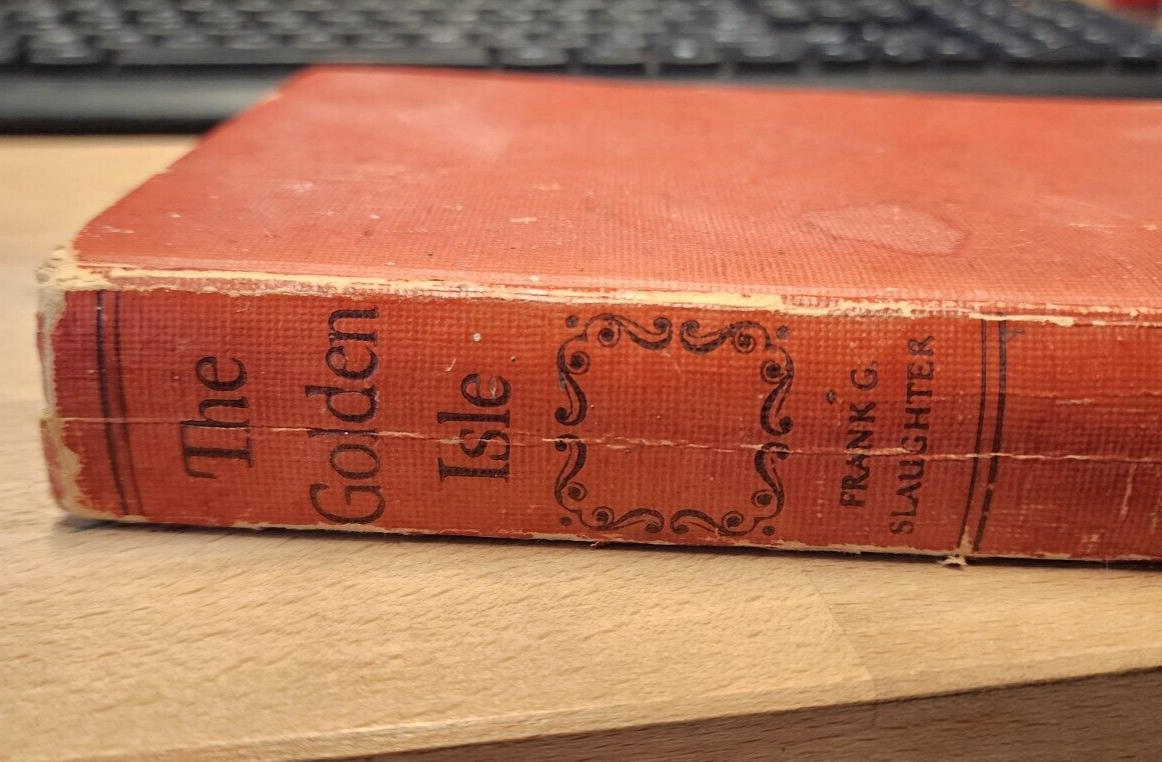 The
Golden
Isle
FRANK G.
SLAUGHTER